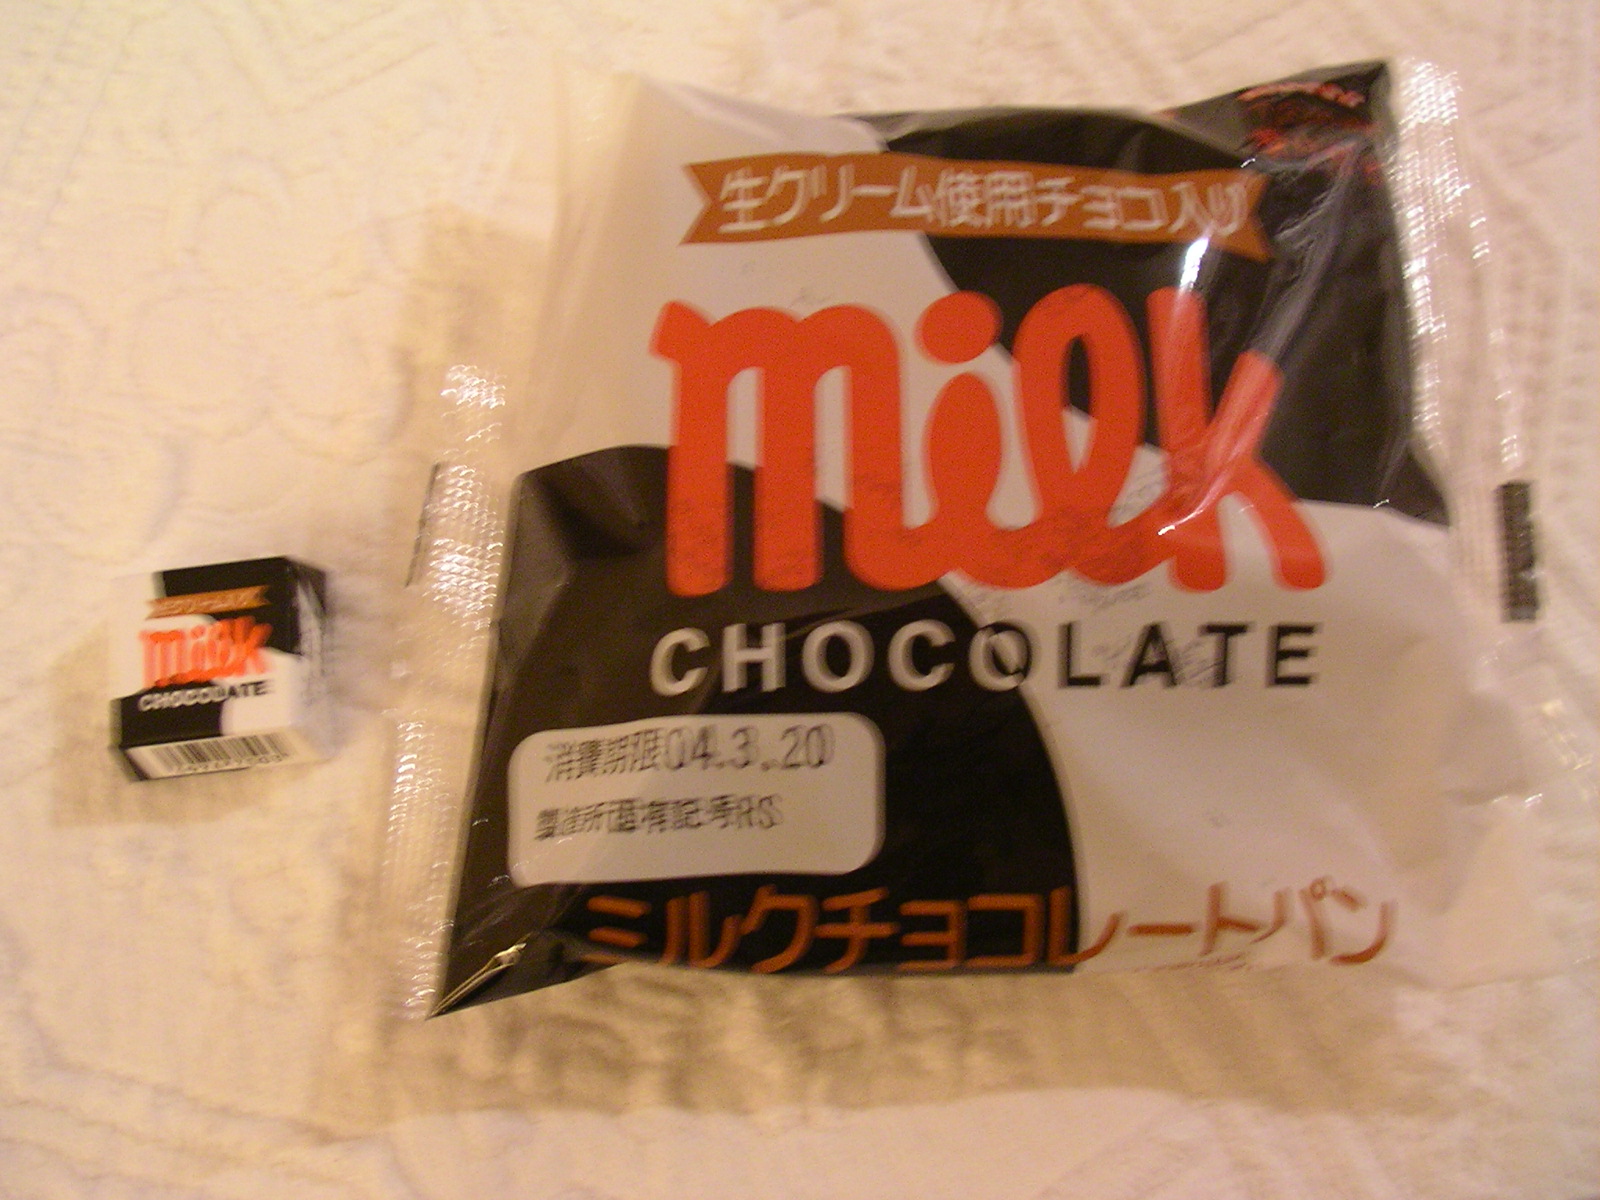 生クリーム使用チョコ入り
milk
CHOCOLATE
消費期限04.3.20
製造所固有記号RS
ミルクチョコレートパン
milk
CHOCOLATE